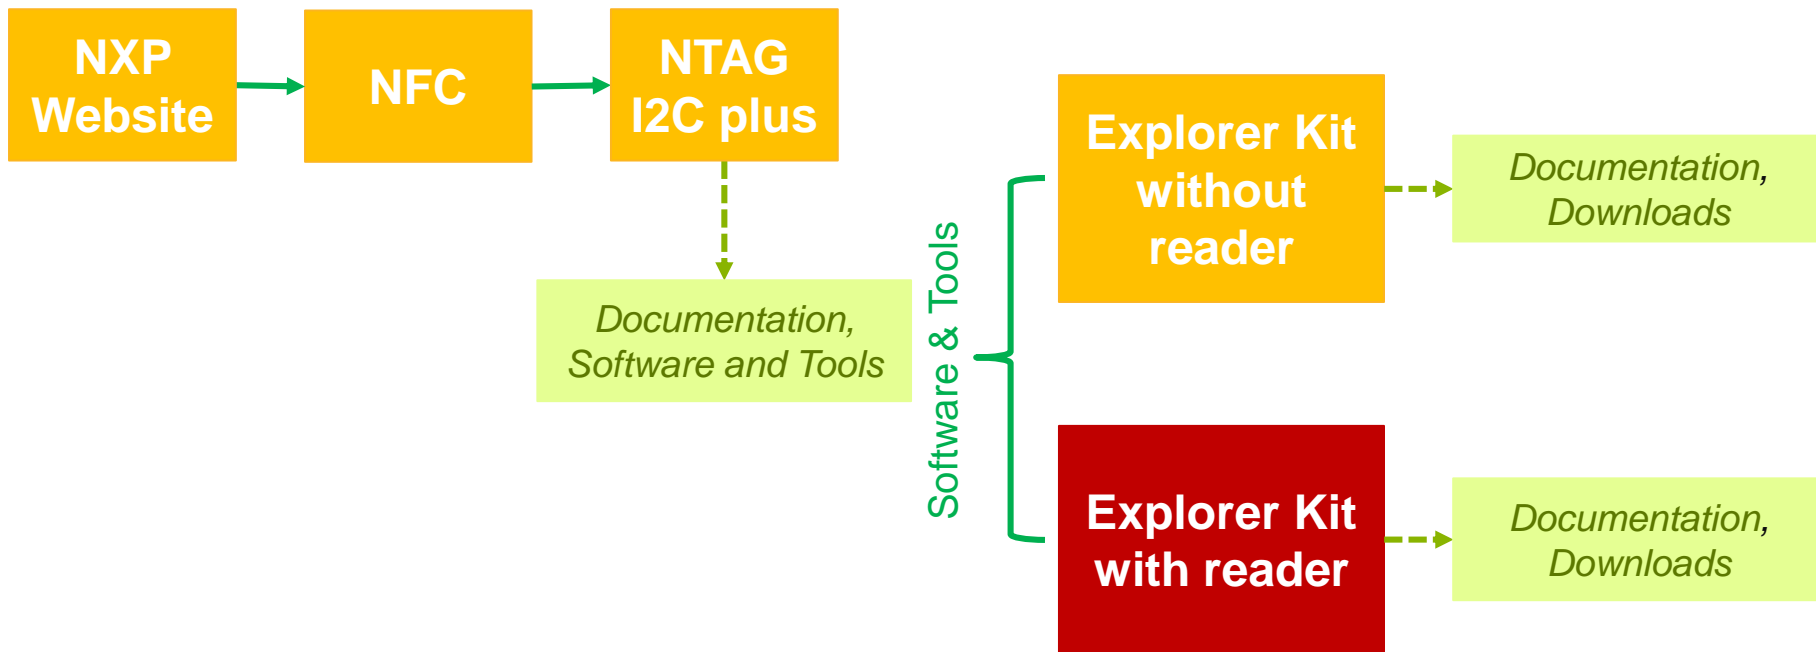 NXP
Website
NFC
NTAG
I2C plus
Documentation,
Software and Tools
Software & Tools
Explorer Kit
without
reader
Documentation,
Downloads
Explorer Kit
with reader
Documentation,
Downloads